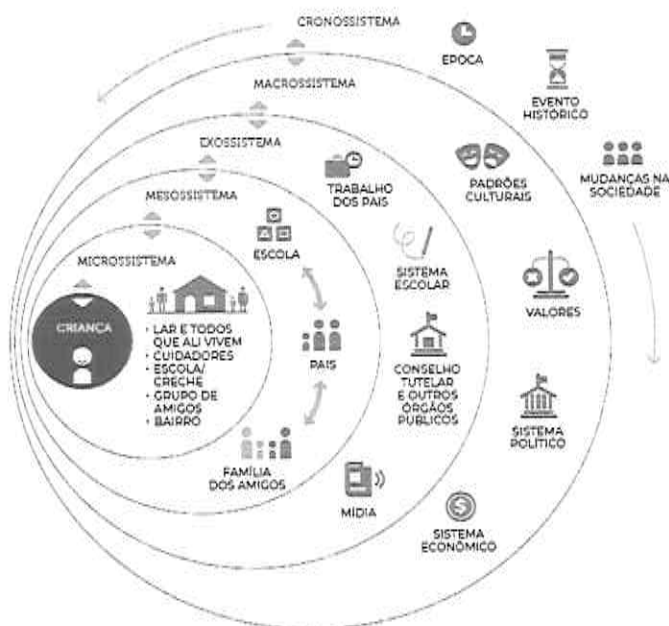 CRONOSSISTEMA
EPOCA
MACROSSISTEMA
EVENTO
HISTÓRICO
EXOSSISTEMA
TRABALHO
DOS PAIS
PADRÕES
CULTURAIS
MUDANÇAS NA
SOCIEDADE
MESOSSISTEMA
ESCOLA
MICROSSISTEMA
SISTEMA
ESCOLAR
VALORES
CRIANÇA
• LAR E TODOS
QUE ALI VIVEM
• CUIDADORES
• ESCOLA/
CRECHE
• GRUPO DE
AMIGOS
• BAIRRO
PAIS
CONSELHO
TUTELAR
E OUTROS
ÓRGÃOS
PÚBLICOS
SISTEMA
POLÍTICO
FAMÍLIA
DOS AMIGOS
MÍDIA
SISTEMA
ECONÔMICO